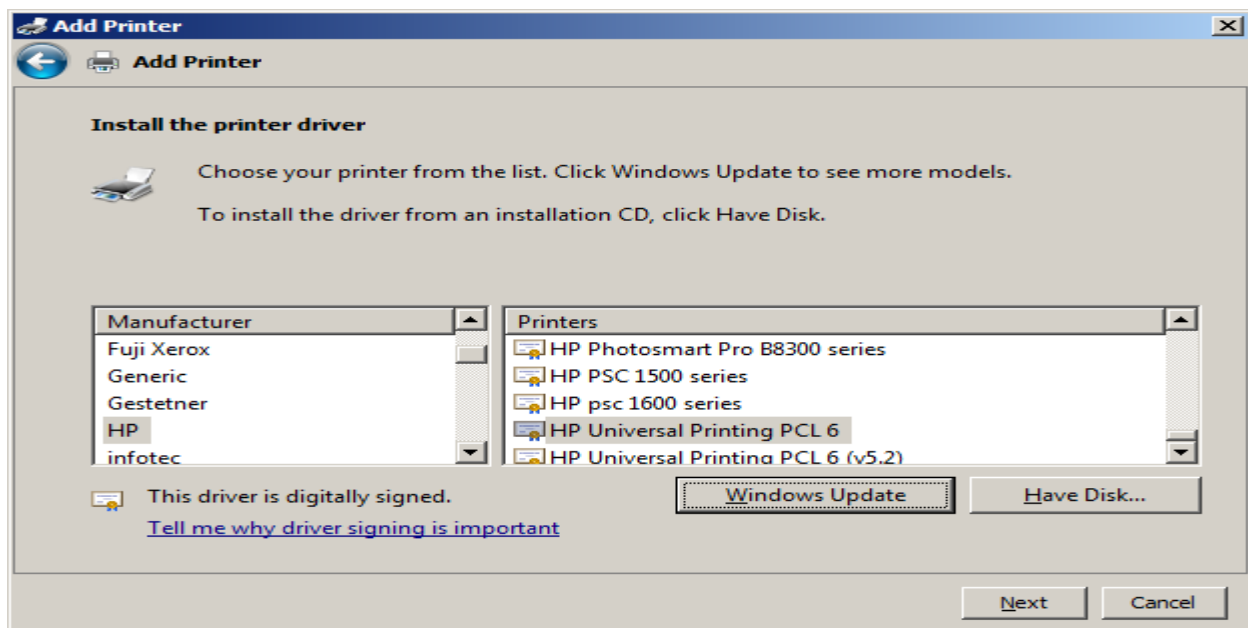 Add Printer
Add Printer
Install the printer driver
Choose your printer from the list. Click Windows Update to see more models.
To install the driver from an installation CD, click Have Disk.
Manufacturer
Fuji Xerox
Generic
Gestetner
HP
infotec
Printers
HP Photosmart Pro B8300 series
HP PSC 1500 series
HP psc 1600 series
HP Universal Printing PCL 6
HP Universal Printing PCL 6 (v5.2)
This driver is digitally signed.
Tell me why driver signing is important
Windows Update
Have Disk...
Next
Cancel